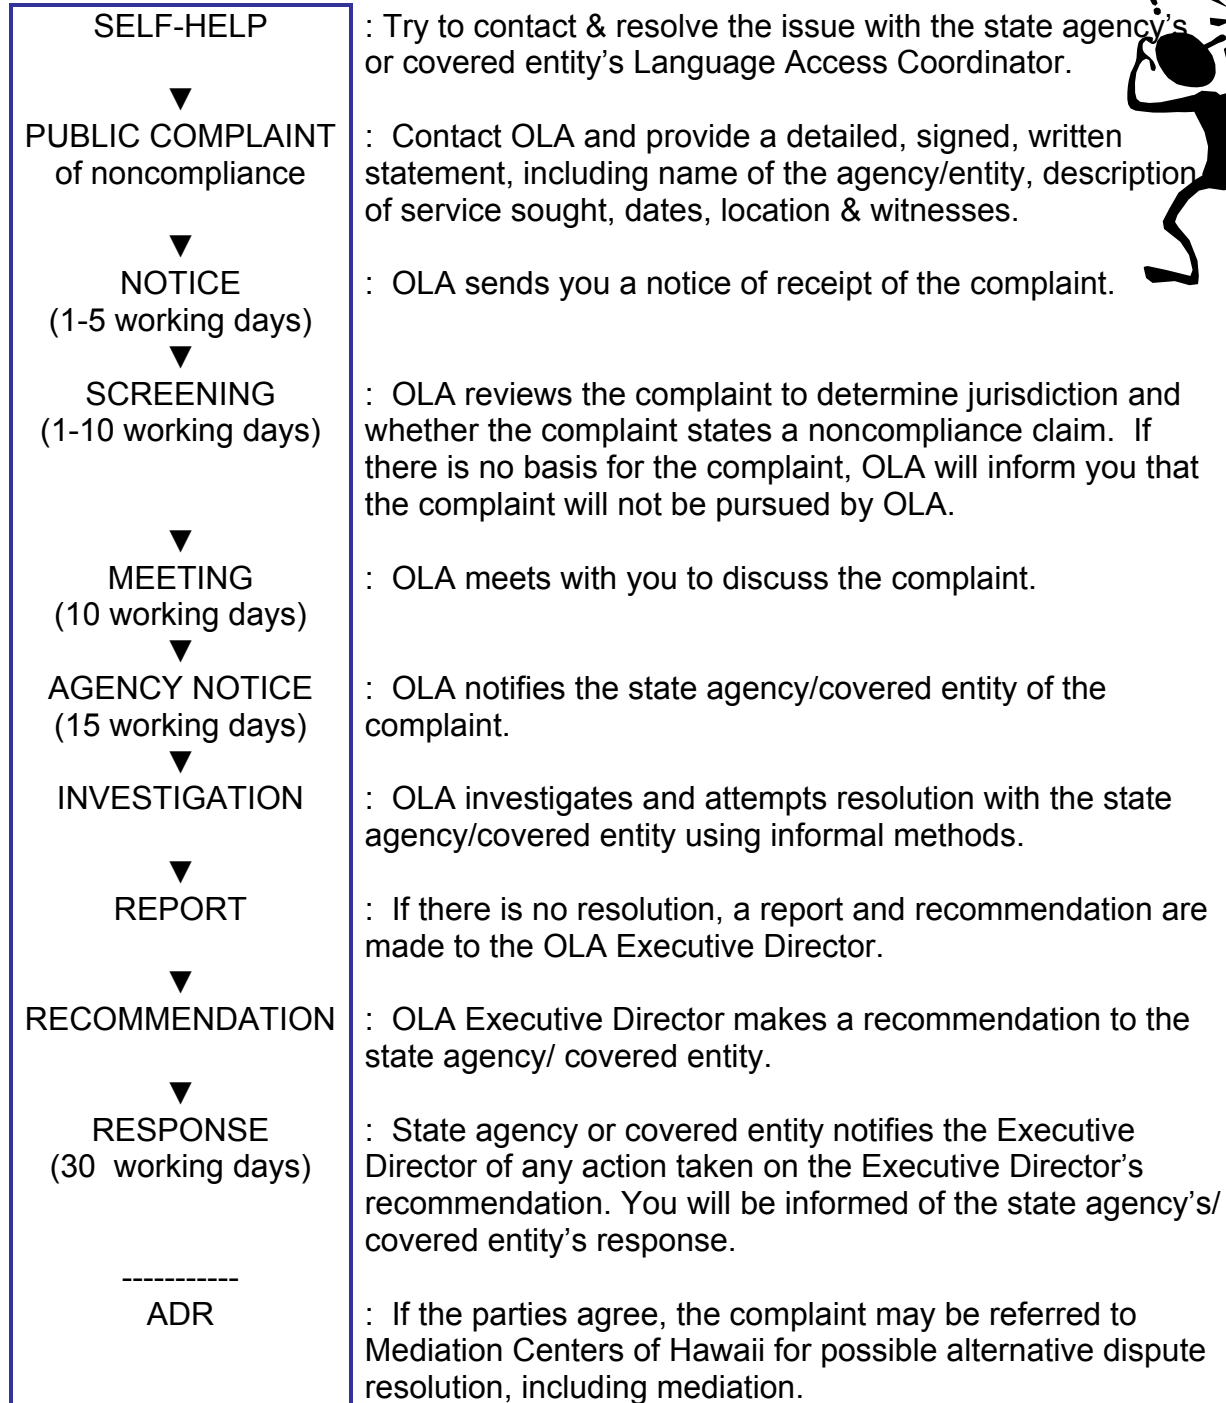 SELF-HELP : Try to contact & resolve the issue with the state agency's
or covered entity's Language Access Coordinator.
▼
PUBLIC COMPLAINT : Contact OLA and provide a detailed, signed, written
of noncompliance statement, including name of the agency/entity, description
of service sought, dates, location & witnesses.
▼
NOTICE : OLA sends you a notice of receipt of the complaint.
(1-5 working days)
▼
SCREENING : OLA reviews the complaint to determine jurisdiction and
(1-10 working days) whether the complaint states a noncompliance claim. If
there is no basis for the complaint, OLA will inform you that
the complaint will not be pursued by OLA.
▼
MEETING : OLA meets with you to discuss the complaint.
(10 working days)
▼
AGENCY NOTICE : OLA notifies the state agency/covered entity of the
(15 working days) complaint.
▼
INVESTIGATION : OLA investigates and attempts resolution with the state
agency/covered entity using informal methods.
▼
REPORT : If there is no resolution, a report and recommendation are
made to the OLA Executive Director.
▼
RECOMMENDATION : OLA Executive Director makes a recommendation to the
state agency/ covered entity.
▼
RESPONSE : State agency or covered entity notifies the Executive
(30 working days) Director of any action taken on the Executive Director's
recommendation. You will be informed of the state agency's/
covered entity's response.
-----------
ADR : If the parties agree, the complaint may be referred to
Mediation Centers of Hawaii for possible alternative dispute
resolution, including mediation.